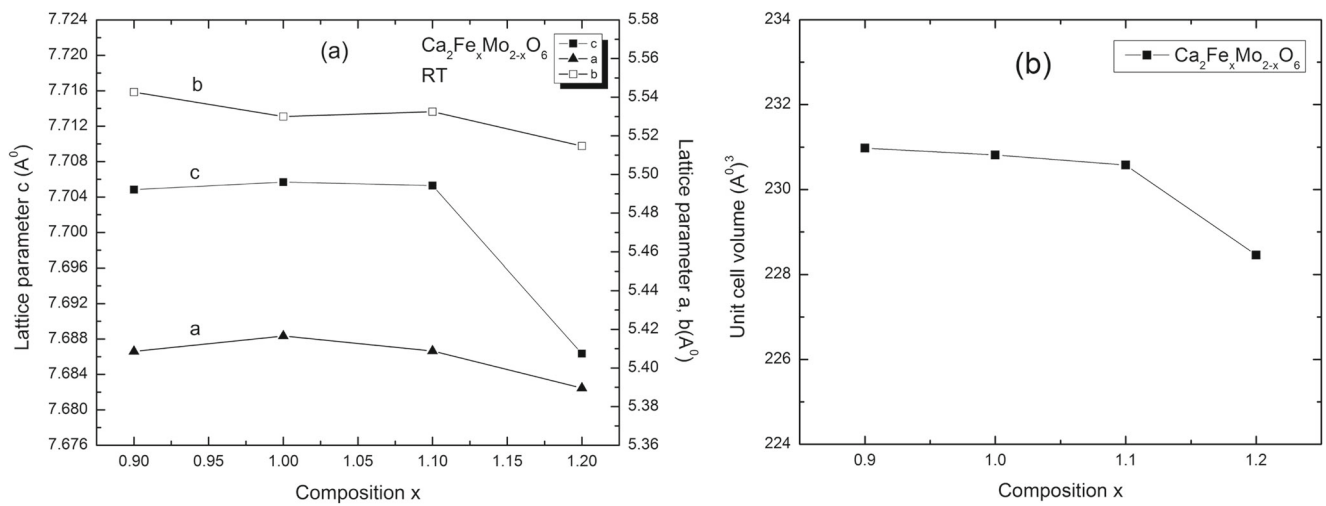 (a)
Ca2FexMo2-xO6
RT
c
a
b
b
c
a
7.724
7.720
7.716
7.712
7.708
7.704
7.700
7.696
7.692
7.688
7.684
7.680
7.676
Lattice parameter c (A0)
5.58
5.56
5.54
5.52
5.50
5.49
5.48
5.46
5.44
5.42
5.40
5.38
5.36
Lattice parameter a, b(A0)
0.90 0.95 1.00 1.05 1.10 1.15 1.20
Composition x
(b)
Ca2FexMo2-xO6
233
231
230
228
226
224
Unit cell volume (A0)3
0.9 1.0 1.1 1.2
Composition x